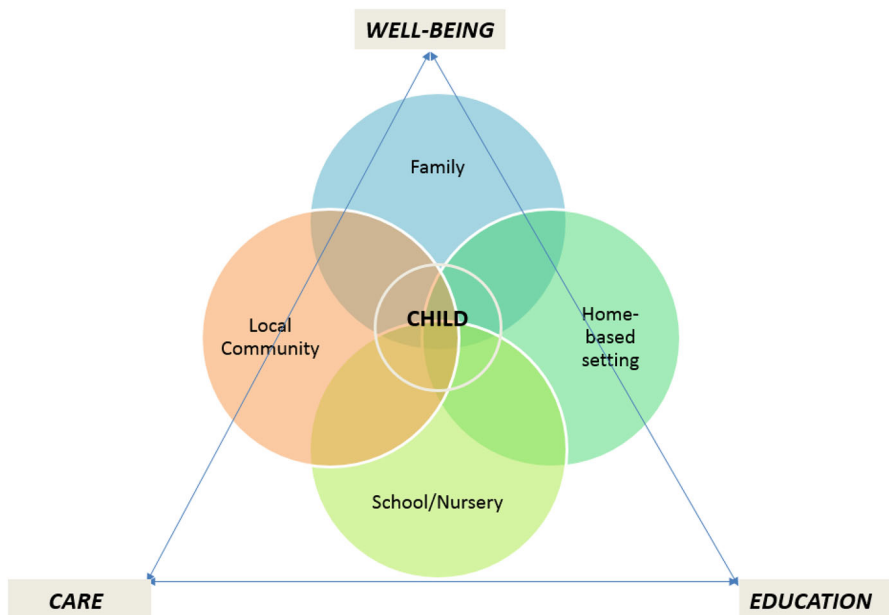 WELL-BEING
Family
CHILD
Local
Community
Home-
based
setting
School/Nursery
CARE
EDUCATION